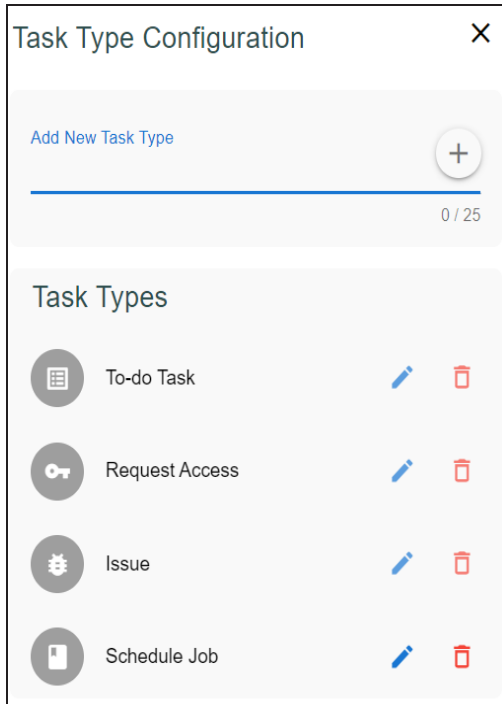 Task Type Configuration
Add New Task Type
0 / 25
Task Types
To-do Task
Request Access
Issue
Schedule Job